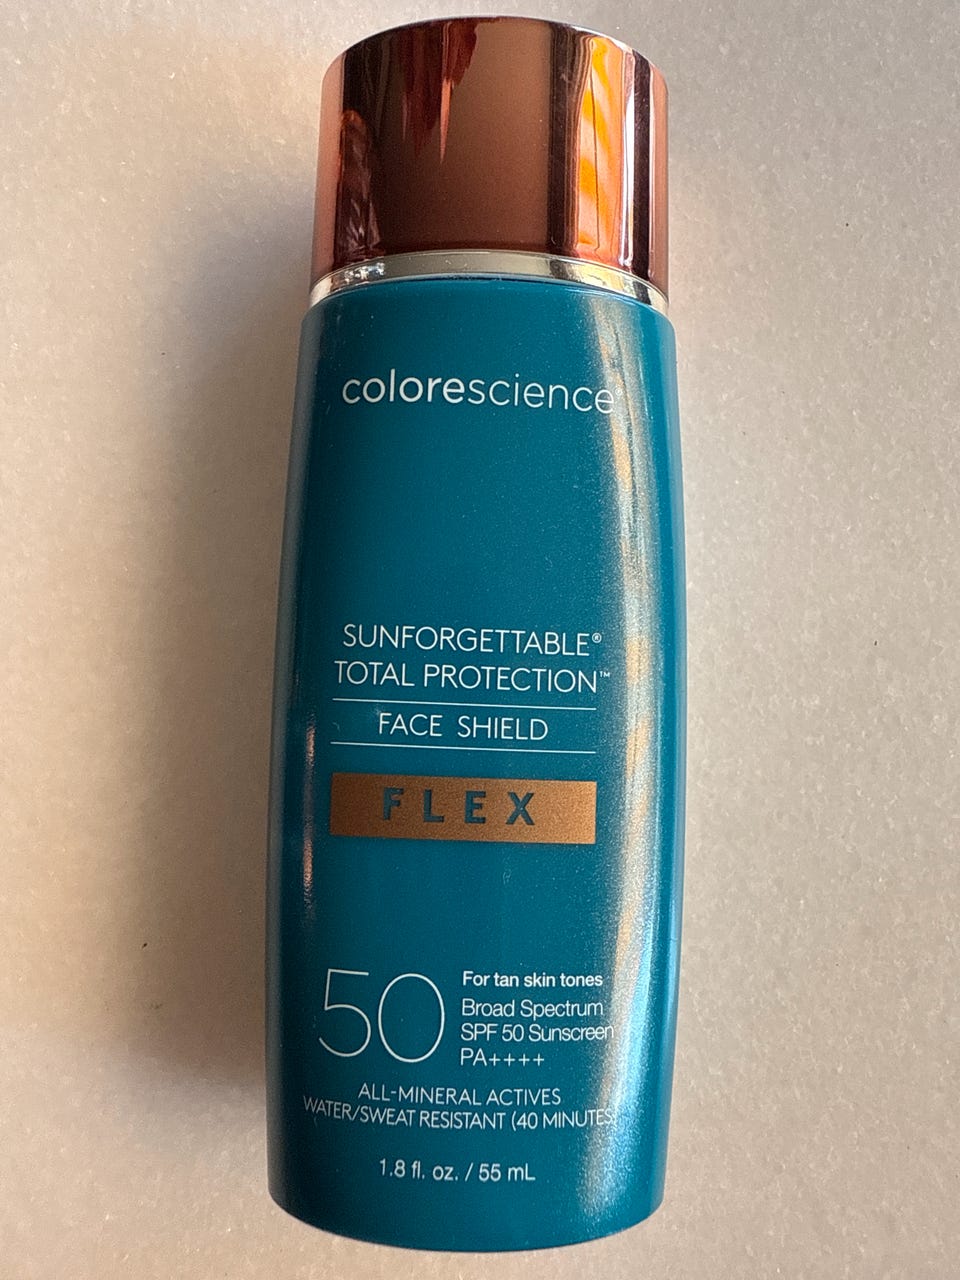 colorescience®
SUNFORGETTABLE®
TOTAL PROTECTION™
FACE SHIELD
FLEX
50
For tan skin tones
Broad Spectrum
SPF 50 Sunscreen
PA++++
ALL-MINERAL ACTIVES
WATER/SWEAT RESISTANT (40 MINUTES)
1.8 fl. oz. / 55 mL